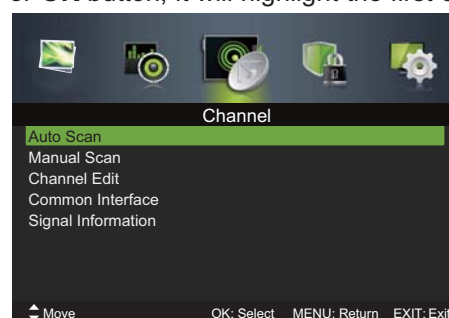 Channel
Auto Scan
Manual Scan
Channel Edit
Common Interface
Signal Information
Move OK: Select MENU: Return EXIT: Exit